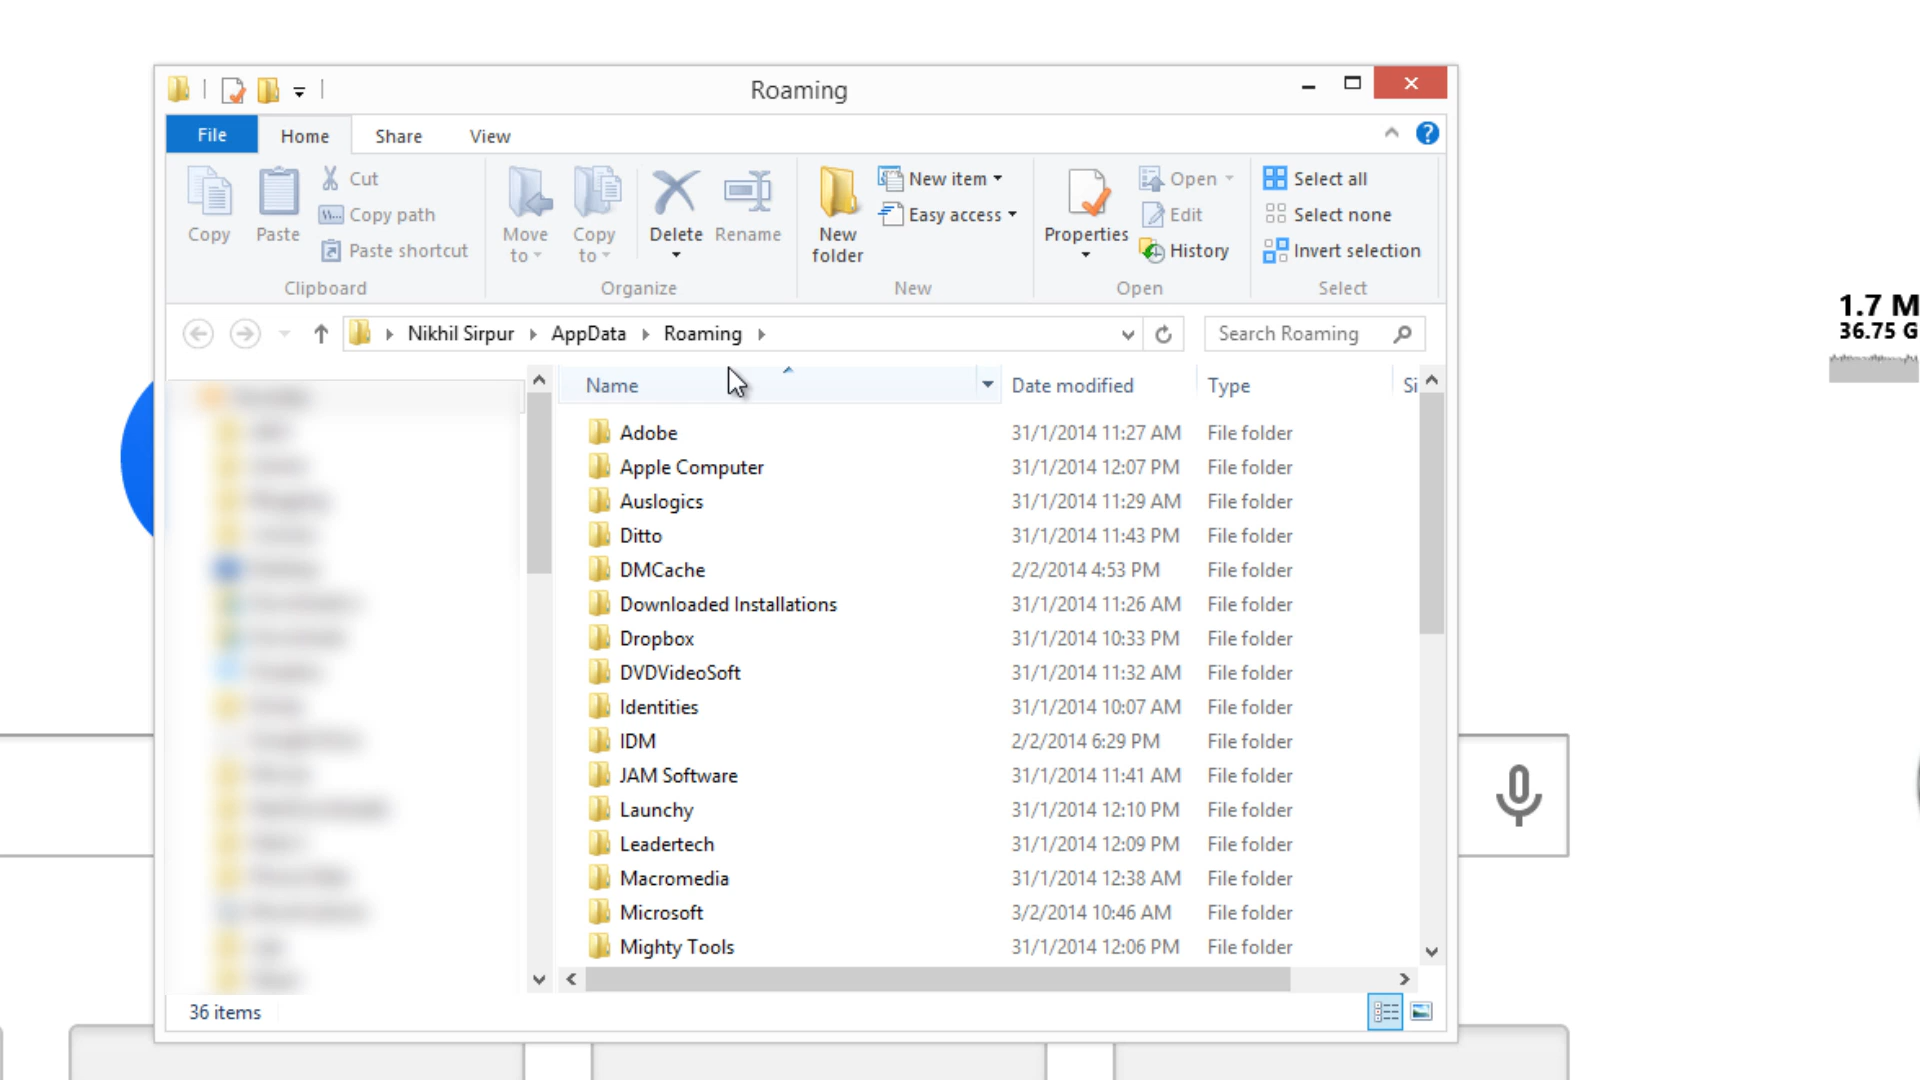 Roaming
File Home Share View
Copy Paste Cut Copy path Paste shortcut
Clipboard
Move to Copy to Delete Rename
Organize
New folder New item Easy access
New
Properties Open Edit History
Open
Select all Select none Invert selection
Select
1.7 M
36.75 G
Nikhil Sirpur AppData Roaming Search Roaming
Name Date modified Type Si
Adobe 31/1/2014 11:27 AM File folder
Apple Computer 31/1/2014 12:07 PM File folder
Auslogics 31/1/2014 11:29 AM File folder
Ditto 31/1/2014 11:43 PM File folder
DMCache 2/2/2014 4:53 PM File folder
Downloaded Installations 31/1/2014 11:26 AM File folder
Dropbox 31/1/2014 10:33 PM File folder
DVDVideoSoft 31/1/2014 11:32 AM File folder
Identities 31/1/2014 10:07 AM File folder
IDM 2/2/2014 6:29 PM File folder
JAM Software 31/1/2014 11:41 AM File folder
Launchy 31/1/2014 12:10 PM File folder
Leadertech 31/1/2014 12:09 PM File folder
Macromedia 31/1/2014 12:38 AM File folder
Microsoft 3/2/2014 10:46 AM File folder
Mighty Tools 31/1/2014 12:06 PM File folder
36 items